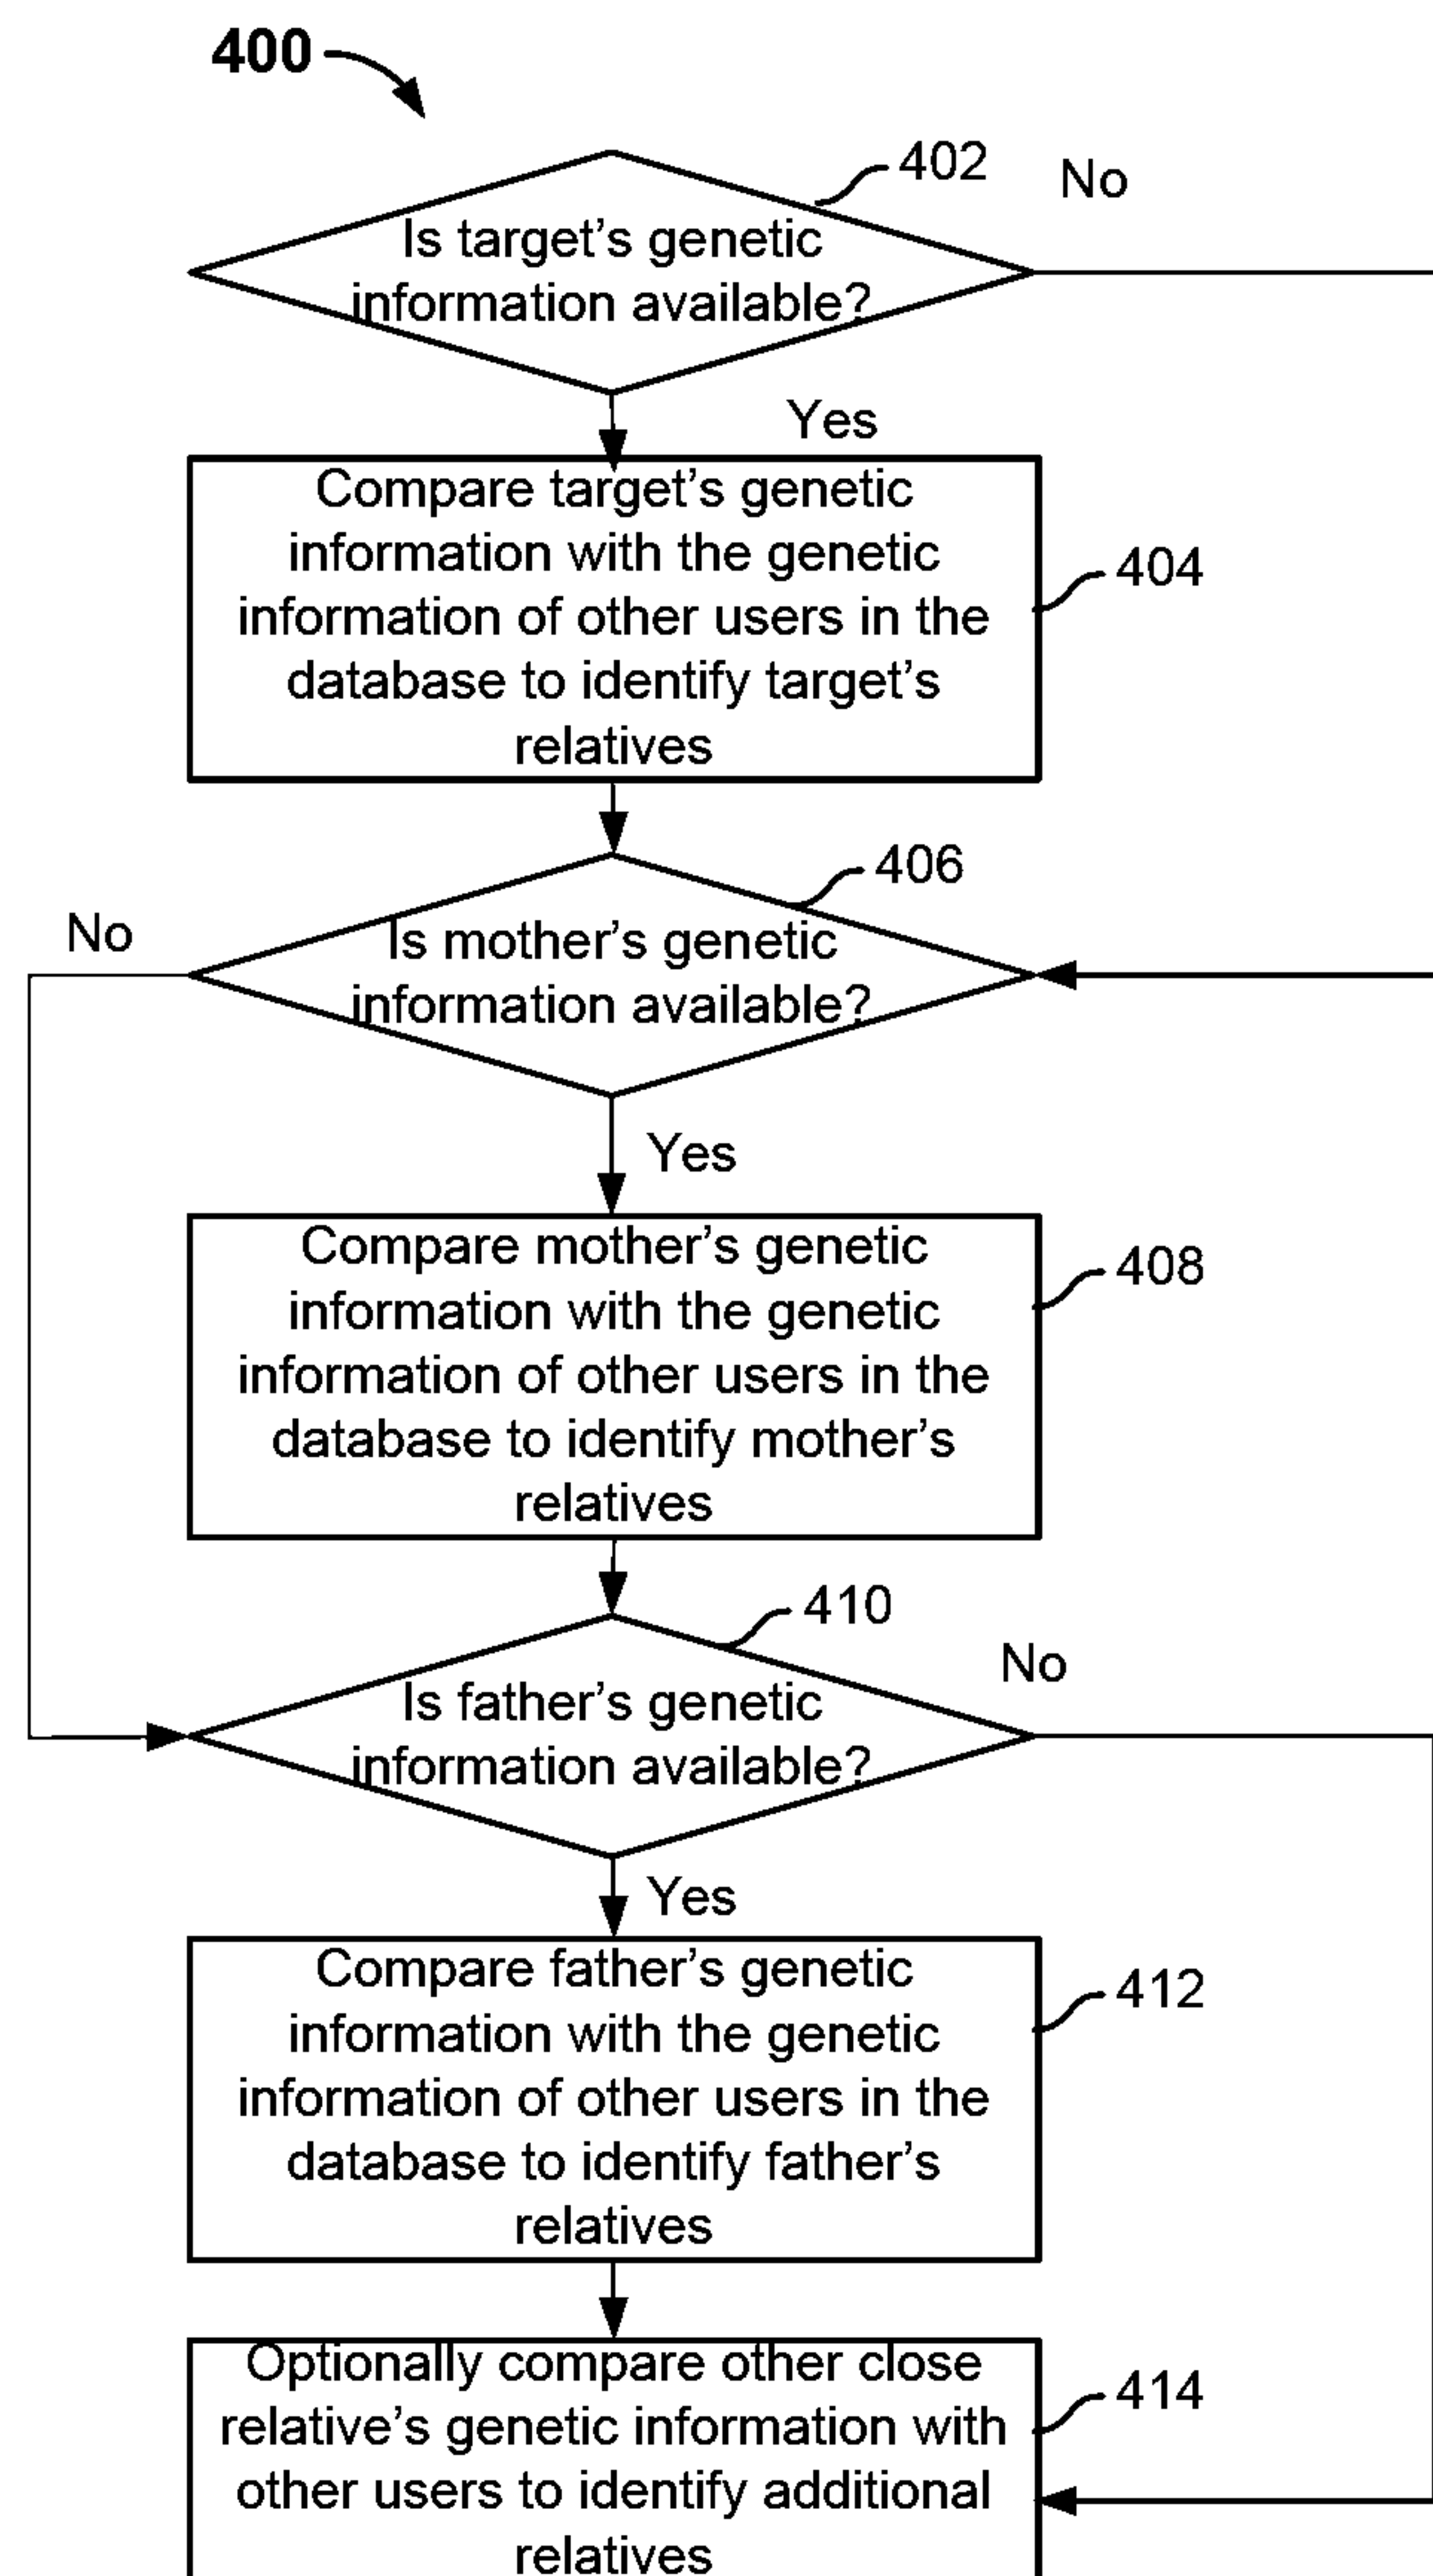 400
402
No
Is target's genetic
information available?
Yes
Compare target's genetic
information with the genetic
information of other users in the
database to identify target's
relatives
404
406
No
Is mother's genetic
information available?
Yes
Compare mother's genetic
information with the genetic
information of other users in the
database to identify mother's
relatives
408
410
No
Is father's genetic
information available?
Yes
Compare father's genetic
information with the genetic
information of other users in the
database to identify father's
relatives
412
Optionally compare other close
relative's genetic information with
other users to identify additional
relatives
414